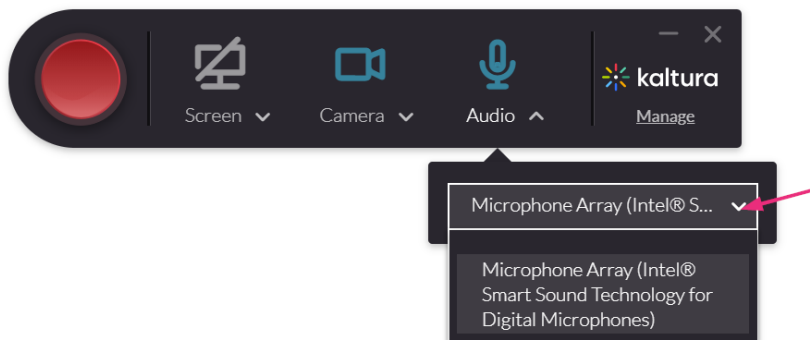 kaltura
Screen Camera Audio Manage
Microphone Array (Intel® S...
Microphone Array (Intel®
Smart Sound Technology for
Digital Microphones)